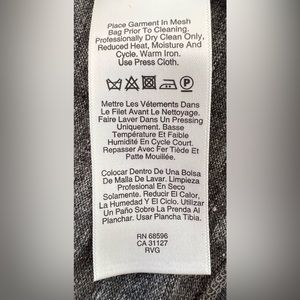 Place Garment In Mesh
Bag Prior To Cleaning.
Professionally Dry Clean Only,
Reduced Heat, Moisture And
Cycle. Warm Iron.
Use Press Cloth.
P
Mettre Les Vêtements Dans
Le Filet Avant Le Nettoyage.
Faire Laver Dans Un Pressing
Uniquement. Basse
Température Et Faible
Humidité En Cycle Court.
Repasser Avec Fer Tiède Et
Patte Mouillée.
Colocar Dentro De Una Bolsa
De Malla De Lavar. Limpieza
Profesional En Seco
Solamente. Reducir El Calor,
La Humedad Y El Ciclo. Utilizar
Un Paño Sobre La Prenda Al
Planchar. Usar Plancha Tibia.
RN 68596
CA 31127
RVG